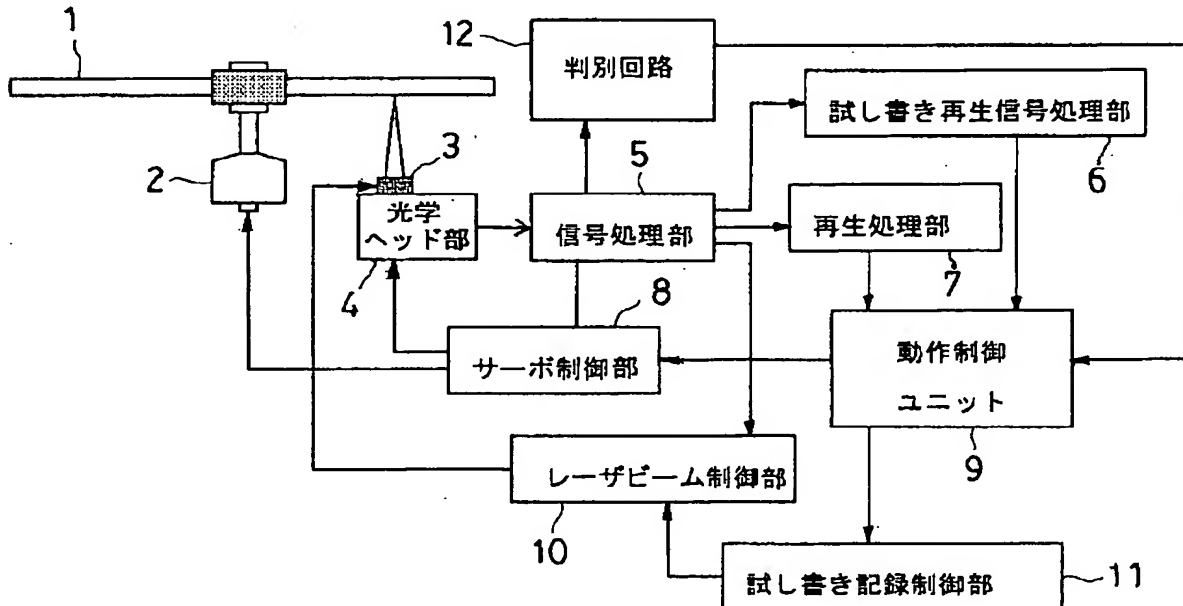 1
12
判別回路
試し書き再生信号処理部
6
2
3
光学
ヘッド部
4
5
信号処理部
再生処理部
7
8
サーボ制御部
動作制御
ユニット
9
レーザビーム制御部
10
試し書き記録制御部
11